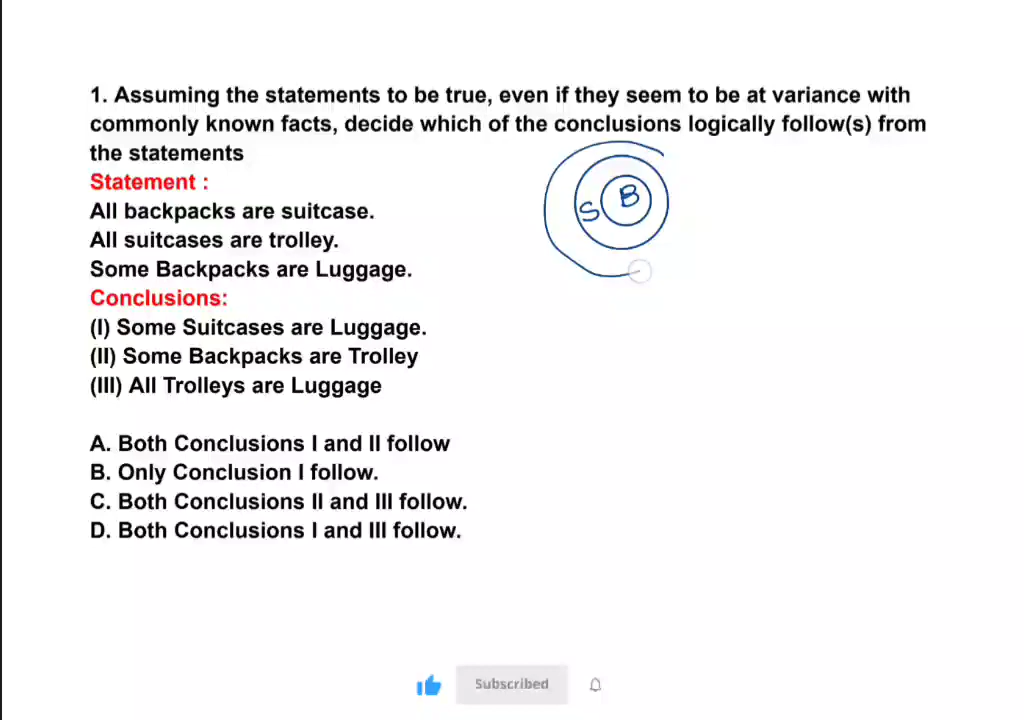 1. Assuming the statements to be true, even if they seem to be at variance with
commonly known facts, decide which of the conclusions logically follow(s) from
the statements
Statement :
All backpacks are suitcase.
All suitcases are trolley.
Some Backpacks are Luggage.
Conclusions:
(I) Some Suitcases are Luggage.
(II) Some Backpacks are Trolley
(III) All Trolleys are Luggage
A. Both Conclusions I and II follow
B. Only Conclusion I follow.
C. Both Conclusions II and III follow.
D. Both Conclusions I and III follow.
S B
Subscribed